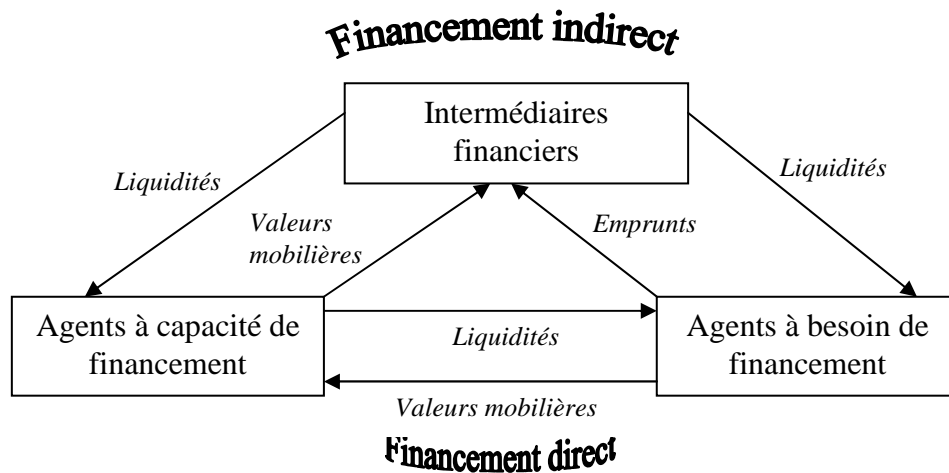 Financement indirect
Intermédiaires
financiers
Liquidités
Liquidités
Valeurs
mobilières
Emprunts
Agents à capacité de
financement
Agents à besoin de
financement
Liquidités
Valeurs mobilières
Financement direct